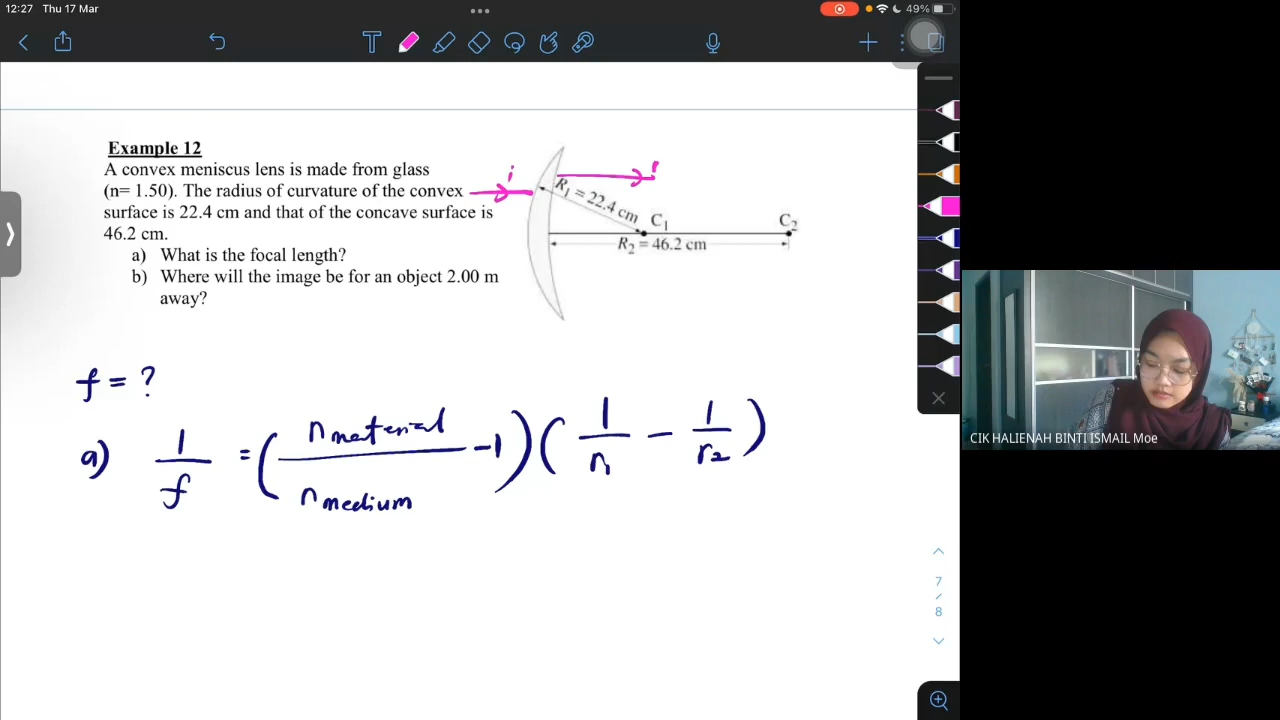 12:27 Thu 17 Mar
49%
T
Example 12
A convex meniscus lens is made from glass
(n= 1.50). The radius of curvature of the convex
surface is 22.4 cm and that of the concave surface is
46.2 cm.
a) What is the focal length?
b) Where will the image be for an object 2.00 m
away?
i
r
R₁ = 22.4 cm
C₁
C₂
R₂ = 46.2 cm
f = ?
a) 1/f = (n material / n medium - 1)(1/r₁ - 1/r₂)
CIK HALIENAH BINTI ISMAIL Moe
7
/
8